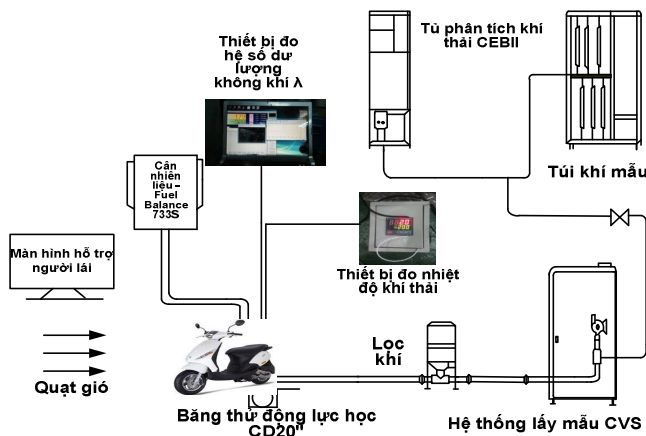 Thiết bị đo
hệ số dư
lượng
không khí λ
Tủ phân tích khí
thải CEBII
Túi khí mẫu
Cân
nhiên
liệu –
Fuel
Balance
733S
Màn hình hỗ trợ
người lái
Thiết bị đo nhiệt
độ khí thải
Quạt gió
Lọc
khí
Băng thử động lực học
CD20"
Hệ thống lấy mẫu CVS